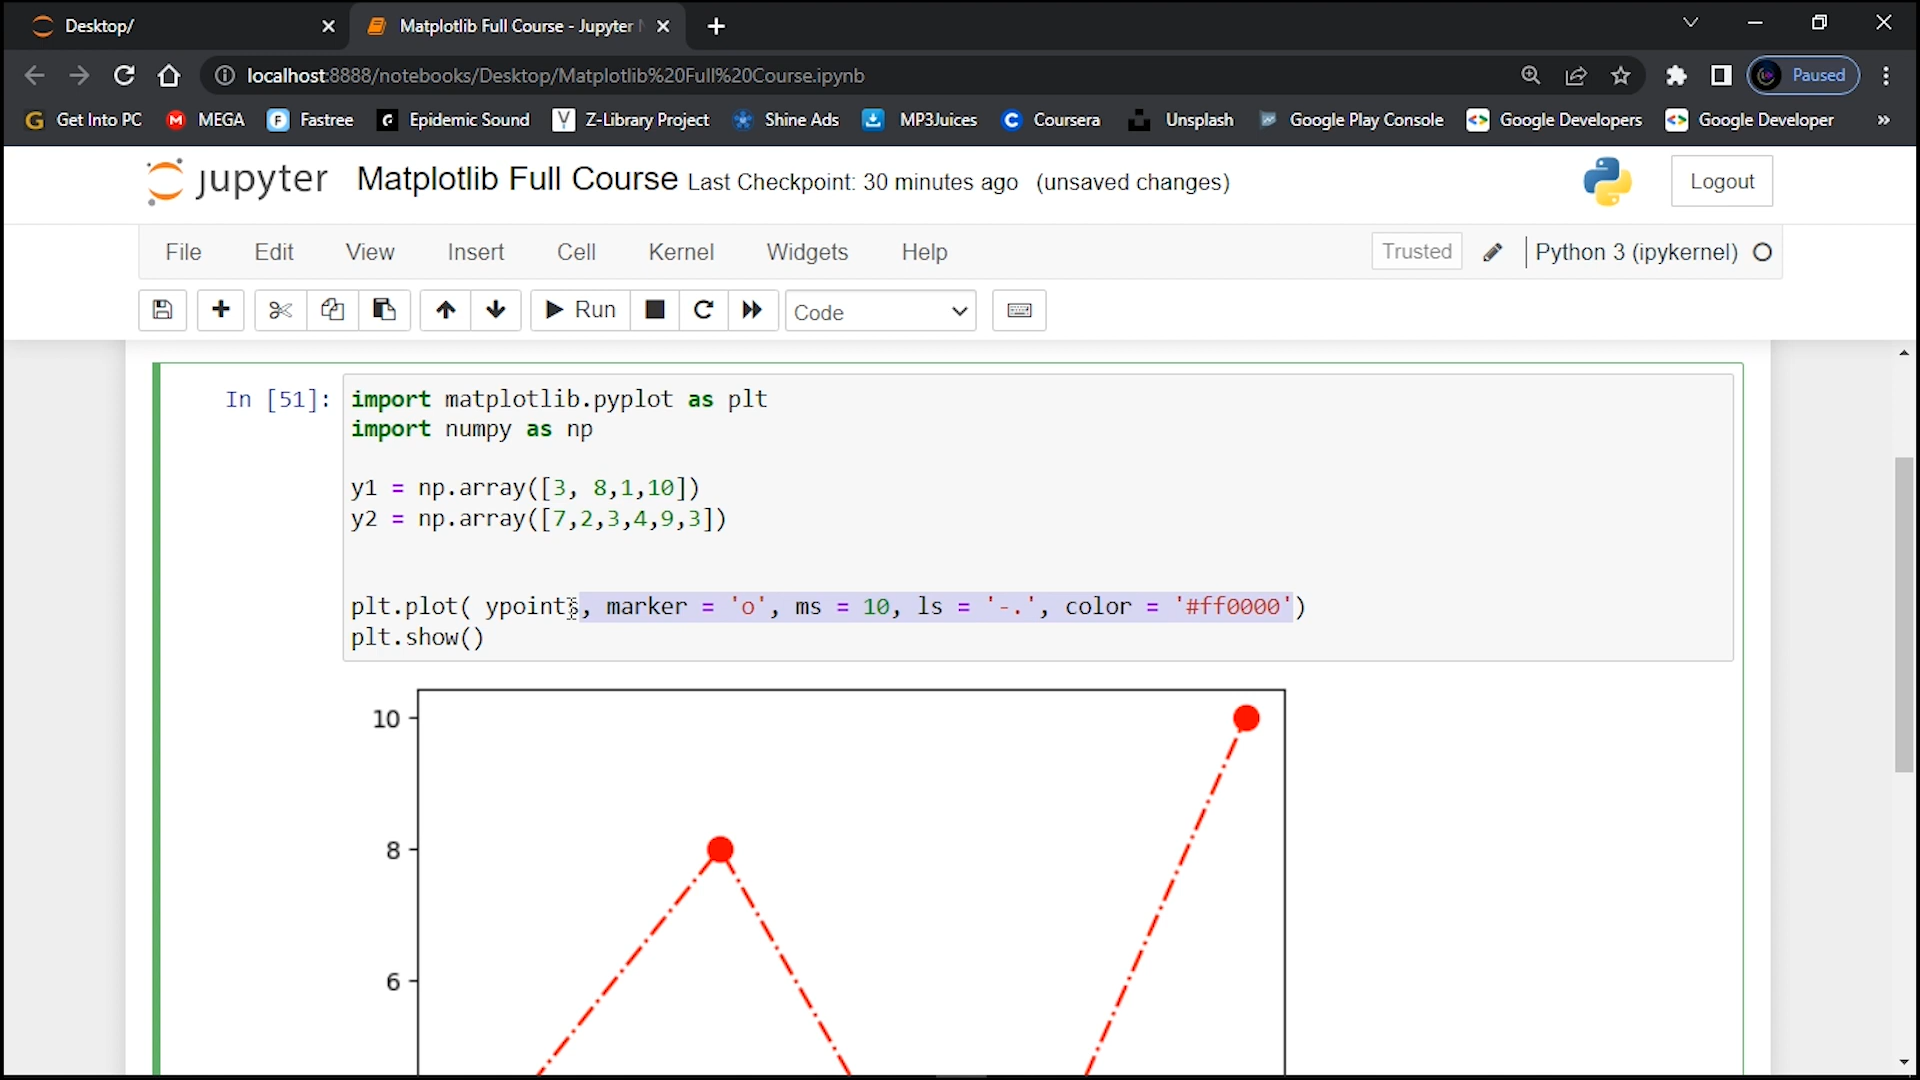 Desktop/
Matplotlib Full Course - Jupyter
localhost:8888/notebooks/Desktop/Matplotlib%20Full%20Course.ipynb
Paused
Get Into PC MEGA Fastree Epidemic Sound Z-Library Project Shine Ads MP3Juices Coursera Unsplash Google Play Console Google Developers Google Developer »
jupyter Matplotlib Full Course Last Checkpoint: 30 minutes ago (unsaved changes)
Logout
File Edit View Insert Cell Kernel Widgets Help Trusted Python 3 (ipykernel)
Run Code
In [51]: import matplotlib.pyplot as plt
import numpy as np
y1 = np.array([3, 8,1,10])
y2 = np.array([7,2,3,4,9,3])
plt.plot( ypoints, marker = 'o', ms = 10, ls = '-.', color = '#ff0000')
plt.show()
10
8
6